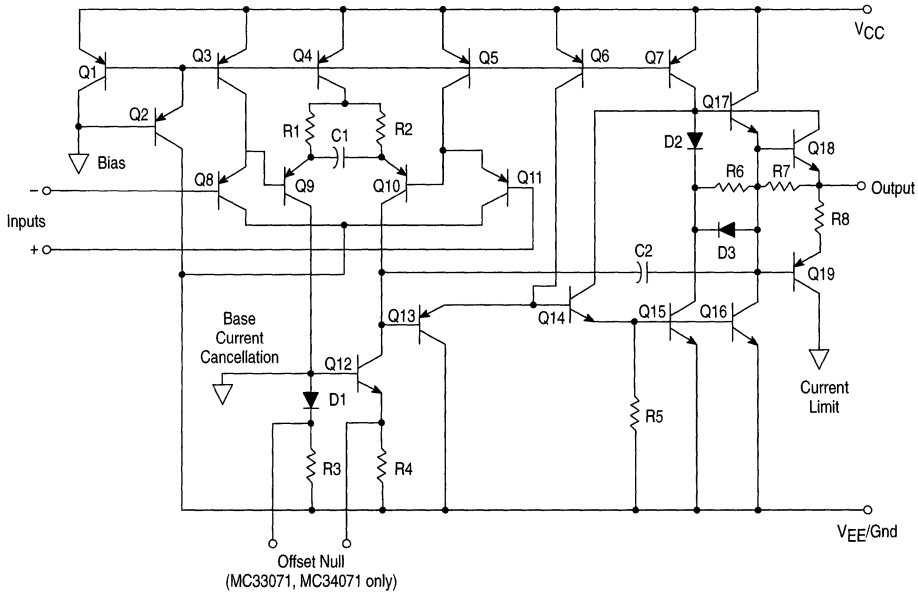 VCC
Q1
Q3
Q4
Q5
Q6
Q7
Q17
Q2
Bias
R1
C1
R2
D2
Q18
Q8
Q9
Q10
Q11
R6
R7
Output
–
Inputs
+
R8
D3
C2
Q19
Base
Current
Cancellation
Q13
Q14
Q15
Q16
Q12
D1
R5
Current
Limit
R3
R4
VEE/Gnd
Offset Null
(MC33071, MC34071 only)